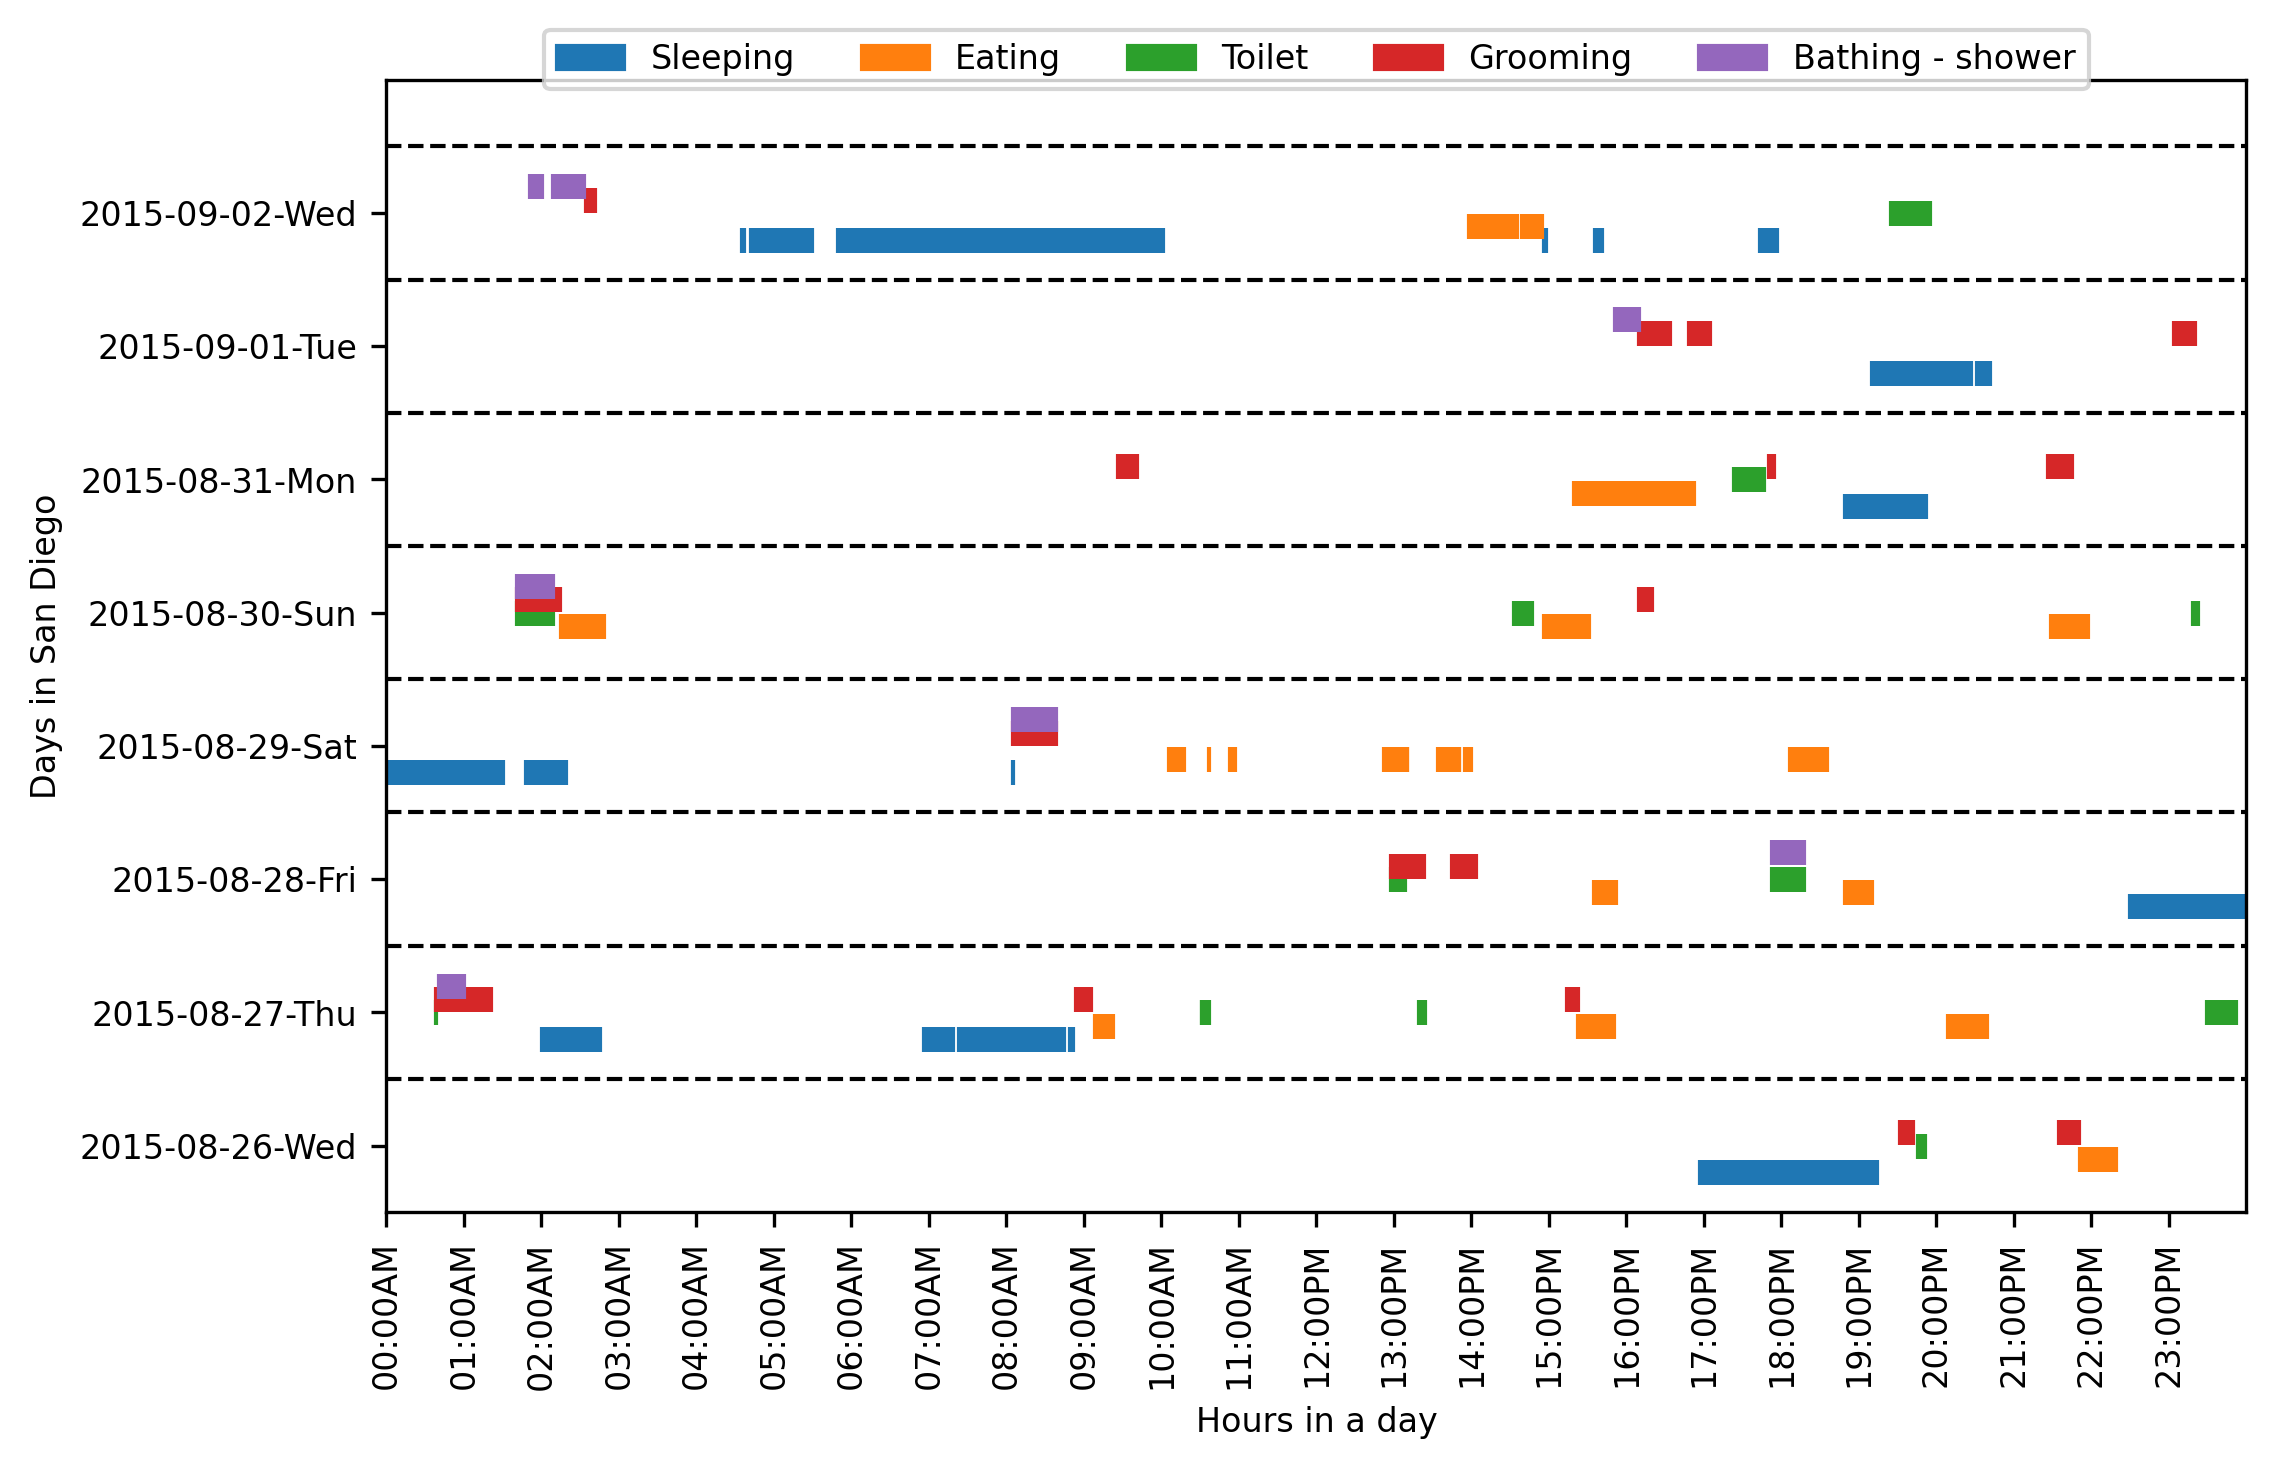 Sleeping Eating Toilet Grooming Bathing - shower
Days in San Diego
2015-09-02-Wed
2015-09-01-Tue
2015-08-31-Mon
2015-08-30-Sun
2015-08-29-Sat
2015-08-28-Fri
2015-08-27-Thu
2015-08-26-Wed
00:00AM
01:00AM
02:00AM
03:00AM
04:00AM
05:00AM
06:00AM
07:00AM
08:00AM
09:00AM
10:00AM
11:00AM
12:00PM
13:00PM
14:00PM
15:00PM
16:00PM
17:00PM
18:00PM
19:00PM
20:00PM
21:00PM
22:00PM
23:00PM
Hours in a day